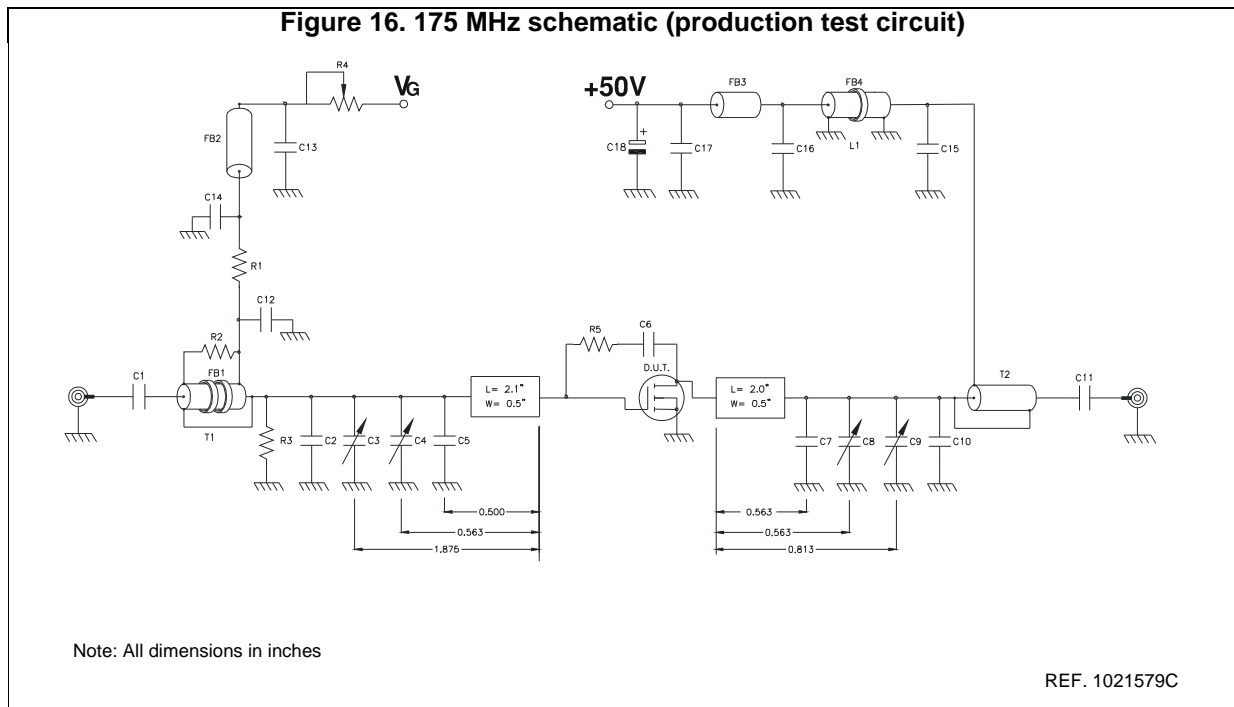 Figure 16. 175 MHz schematic (production test circuit)
R4
VG
+50V
FB3
FB4
FB2
C13
C18
+
C17
C16
L1
C15
C14
R1
C12
R2
FB1
C1
T1
R3
C2
C3
C4
C5
L= 2.1"
W= 0.5"
R5
C6
D.U.T.
L= 2.0"
W= 0.5"
T2
C11
C7
C8
C9
C10
0.500
0.563
1.875
0.563
0.563
0.813
Note: All dimensions in inches
REF. 1021579C